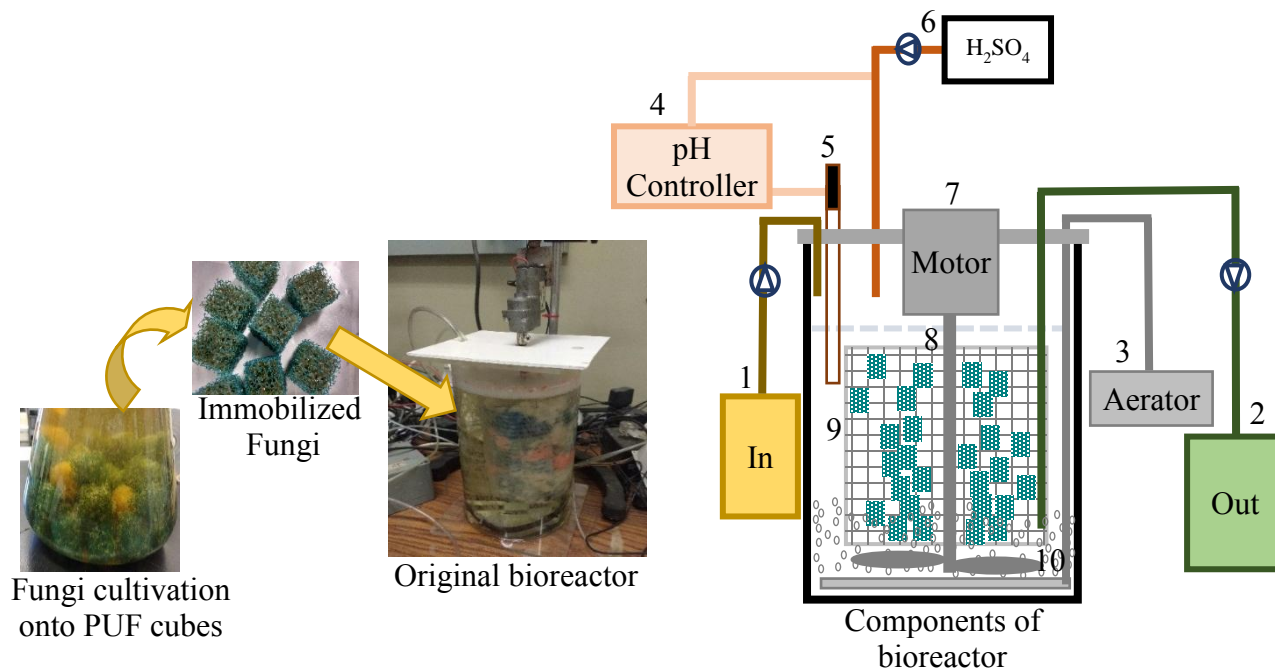 6
H₂SO₄
4
pH
Controller
5
7
Motor
8
3
Aerator
1
In
9
2
Out
10
Immobilized
Fungi
Fungi cultivation
onto PUF cubes
Original bioreactor
Components of
bioreactor